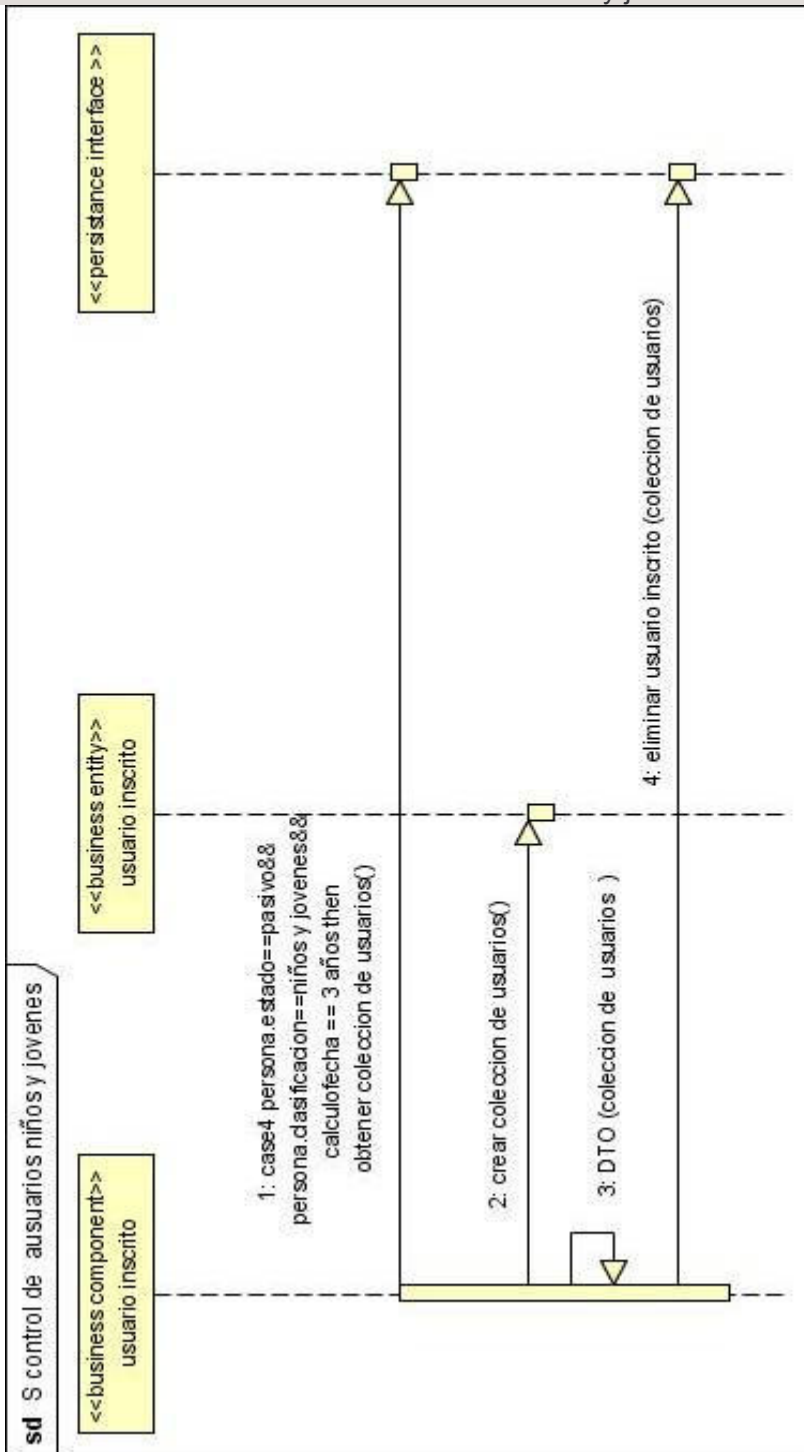 sd S control de ausuarios niños y jovenes
<<business component>>
usuario inscrito
<<business entity>>
usuario inscrito
<<persistance interface >>
1: case4 persona.estado==pasivo&&
persona.clasificacion==niños y jovenes&&
calculofecha == 3 años then
obtener coleccion de usuarios()
2: crear coleccion de usuarios()
3: DTO (coleccion de usuarios )
4: eliminar usuario inscrito (coleccion de usuarios)